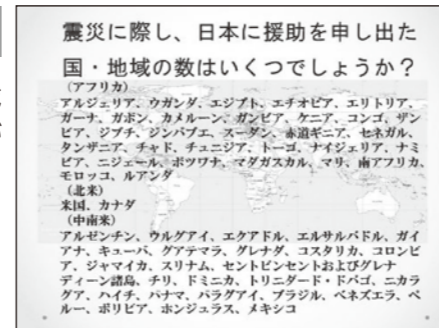 震災に際し、日本に援助を申し出た
国・地域の数はいくつでしょうか？
（アフリカ）
アルジェリア、ウガンダ、エジプト、エチオピア、エリトリア、
ガーナ、ガボン、カメルーン、ガンビア、ケニア、コンゴ、ザン
ビア、ジブチ、ジンバブエ、スーダン、赤道ギニア、セネガル、
タンザニア、チャド、チュニジア、トーゴ、ナイジェリア、ナミ
ビア、ニジェール、ボツワナ、マダガスカル、マリ、南アフリカ、
モロッコ、ルアンダ
（北米）
米国、カナダ
（中南米）
アルゼンチン、ウルグアイ、エクアドル、エルサルバドル、ガイ
アナ、キューバ、グアテマラ、グレナダ、コスタリカ、コロンビ
ア、ジャマイカ、スリナム、セントビンセントおよびグレナ
ディーン諸島、チリ、ドミニカ、トリニダード・ドバゴ、ニカラ
グア、ハイチ、パナマ、パラグアイ、ブラジル、ベネズエラ、ペ
ルー、ボリビア、ホンジュラス、メキシコ